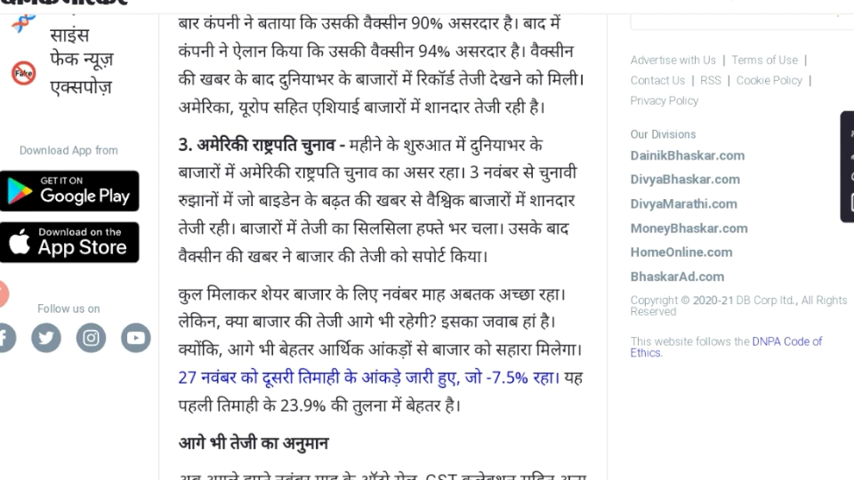 साइंस
फेक न्यूज़
एक्सपोज़
Fake
Download App from
GET IT ON
Google Play
Download on the
App Store
Follow us on
बार कंपनी ने बताया कि उसकी वैक्सीन 90% असरदार है। बाद में
कंपनी ने ऐलान किया कि उसकी वैक्सीन 94% असरदार है। वैक्सीन
की खबर के बाद दुनियाभर के बाजारों में रिकॉर्ड तेजी देखने को मिली।
अमेरिका, यूरोप सहित एशियाई बाजारों में शानदार तेजी रही है।
3. अमेरिकी राष्ट्रपति चुनाव - महीने के शुरुआत में दुनियाभर के
बाजारों में अमेरिकी राष्ट्रपति चुनाव का असर रहा। 3 नवंबर से चुनावी
रुझानों में जो बाइडेन के बढ़त की खबर से वैश्विक बाजारों में शानदार
तेजी रही। बाजारों में तेजी का सिलसिला हफ्ते भर चला। उसके बाद
वैक्सीन की खबर ने बाजार की तेजी को सपोर्ट किया।
कुल मिलाकर शेयर बाजार के लिए नवंबर माह अबतक अच्छा रहा।
लेकिन, क्या बाजार की तेजी आगे भी रहेगी? इसका जवाब हां है।
क्योंकि, आगे भी बेहतर आर्थिक आंकड़ों से बाजार को सहारा मिलेगा।
27 नवंबर को दूसरी तिमाही के आंकड़े जारी हुए, जो -7.5% रहा। यह
पहली तिमाही के 23.9% की तुलना में बेहतर है।
आगे भी तेजी का अनुमान
Advertise with Us | Terms of Use |
Contact Us | RSS | Cookie Policy |
Privacy Policy
Our Divisions
DainikBhaskar.com
DivyaBhaskar.com
DivyaMarathi.com
MoneyBhaskar.com
HomeOnline.com
BhaskarAd.com
Copyright © 2020-21 DB Corp ltd., All Rights
Reserved
This website follows the DNPA Code of
Ethics.